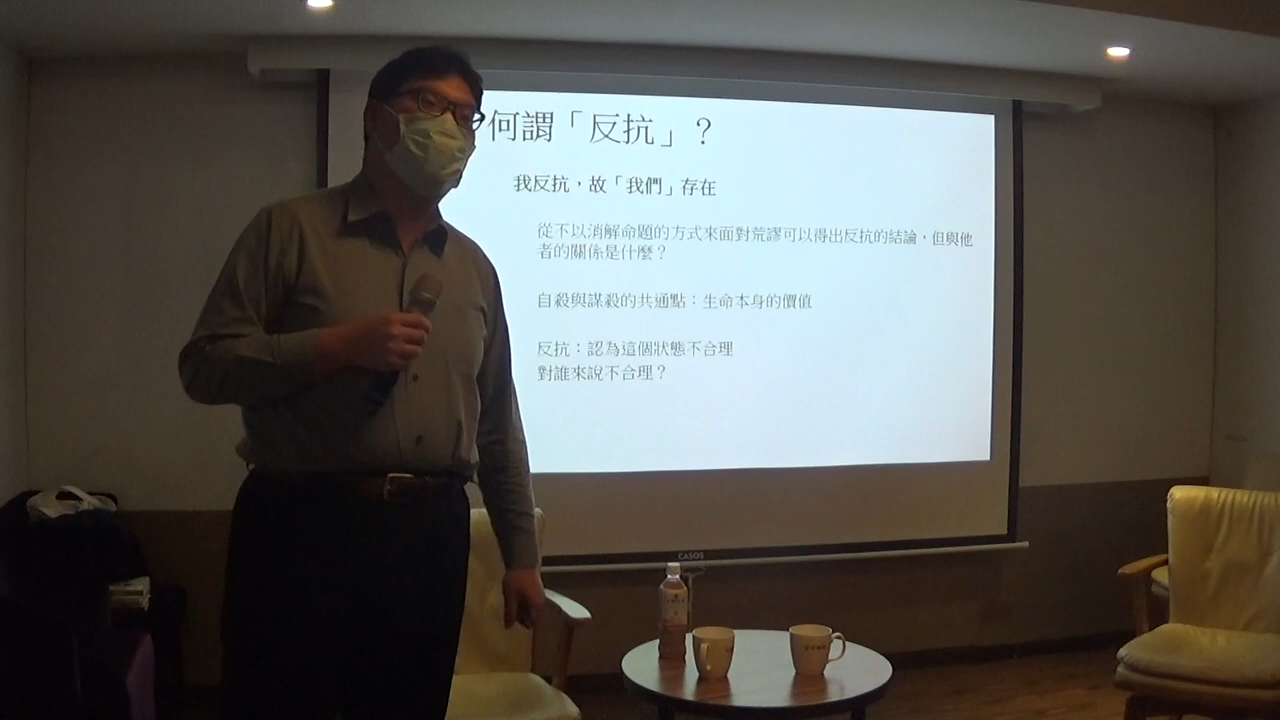 何謂「反抗」？
我反抗，故「我們」存在
從不以消解命題的方式來面對荒謬可以得出反抗的結論，但與他
者的關係是什麼？
自殺與謀殺的共通點：生命本身的價值
反抗：認為這個狀態不合理
對誰來說不合理？
CASOS